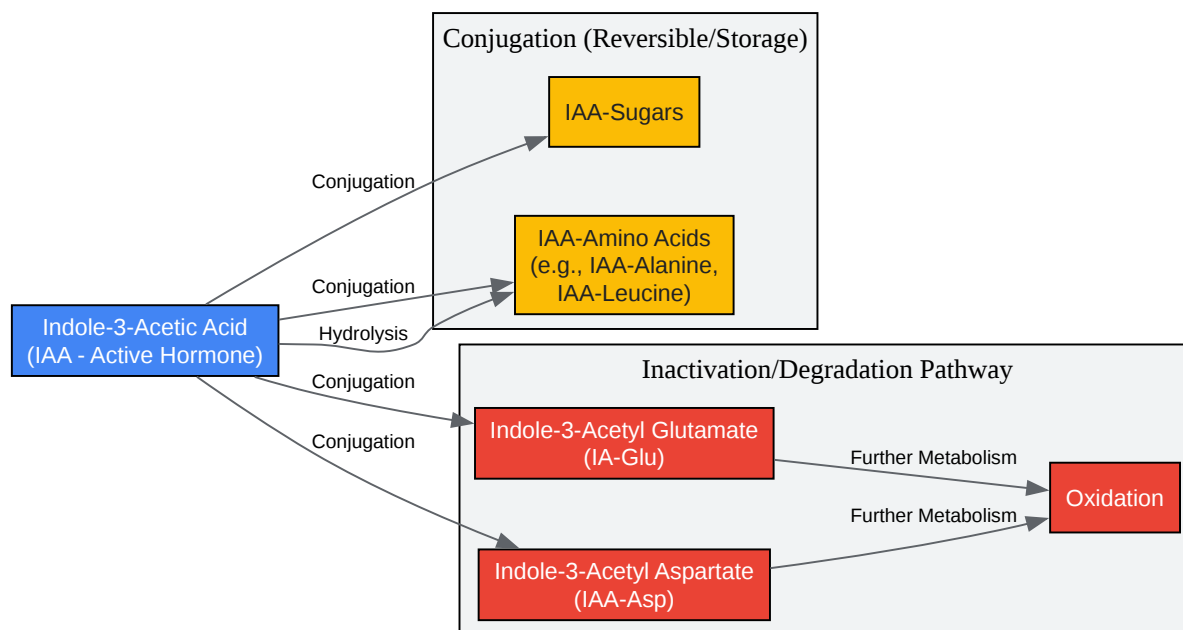 Conjugation (Reversible/Storage)
IAA-Sugars
Conjugation
IAA-Amino Acids
(e.g., IAA-Alanine,
IAA-Leucine)
Conjugation
Hydrolysis
Indole-3-Acetic Acid
(IAA - Active Hormone)
Conjugation
Conjugation
Inactivation/Degradation Pathway
Indole-3-Acetyl Glutamate
(IA-Glu)
Further Metabolism
Oxidation
Further Metabolism
Indole-3-Acetyl Aspartate
(IAA-Asp)